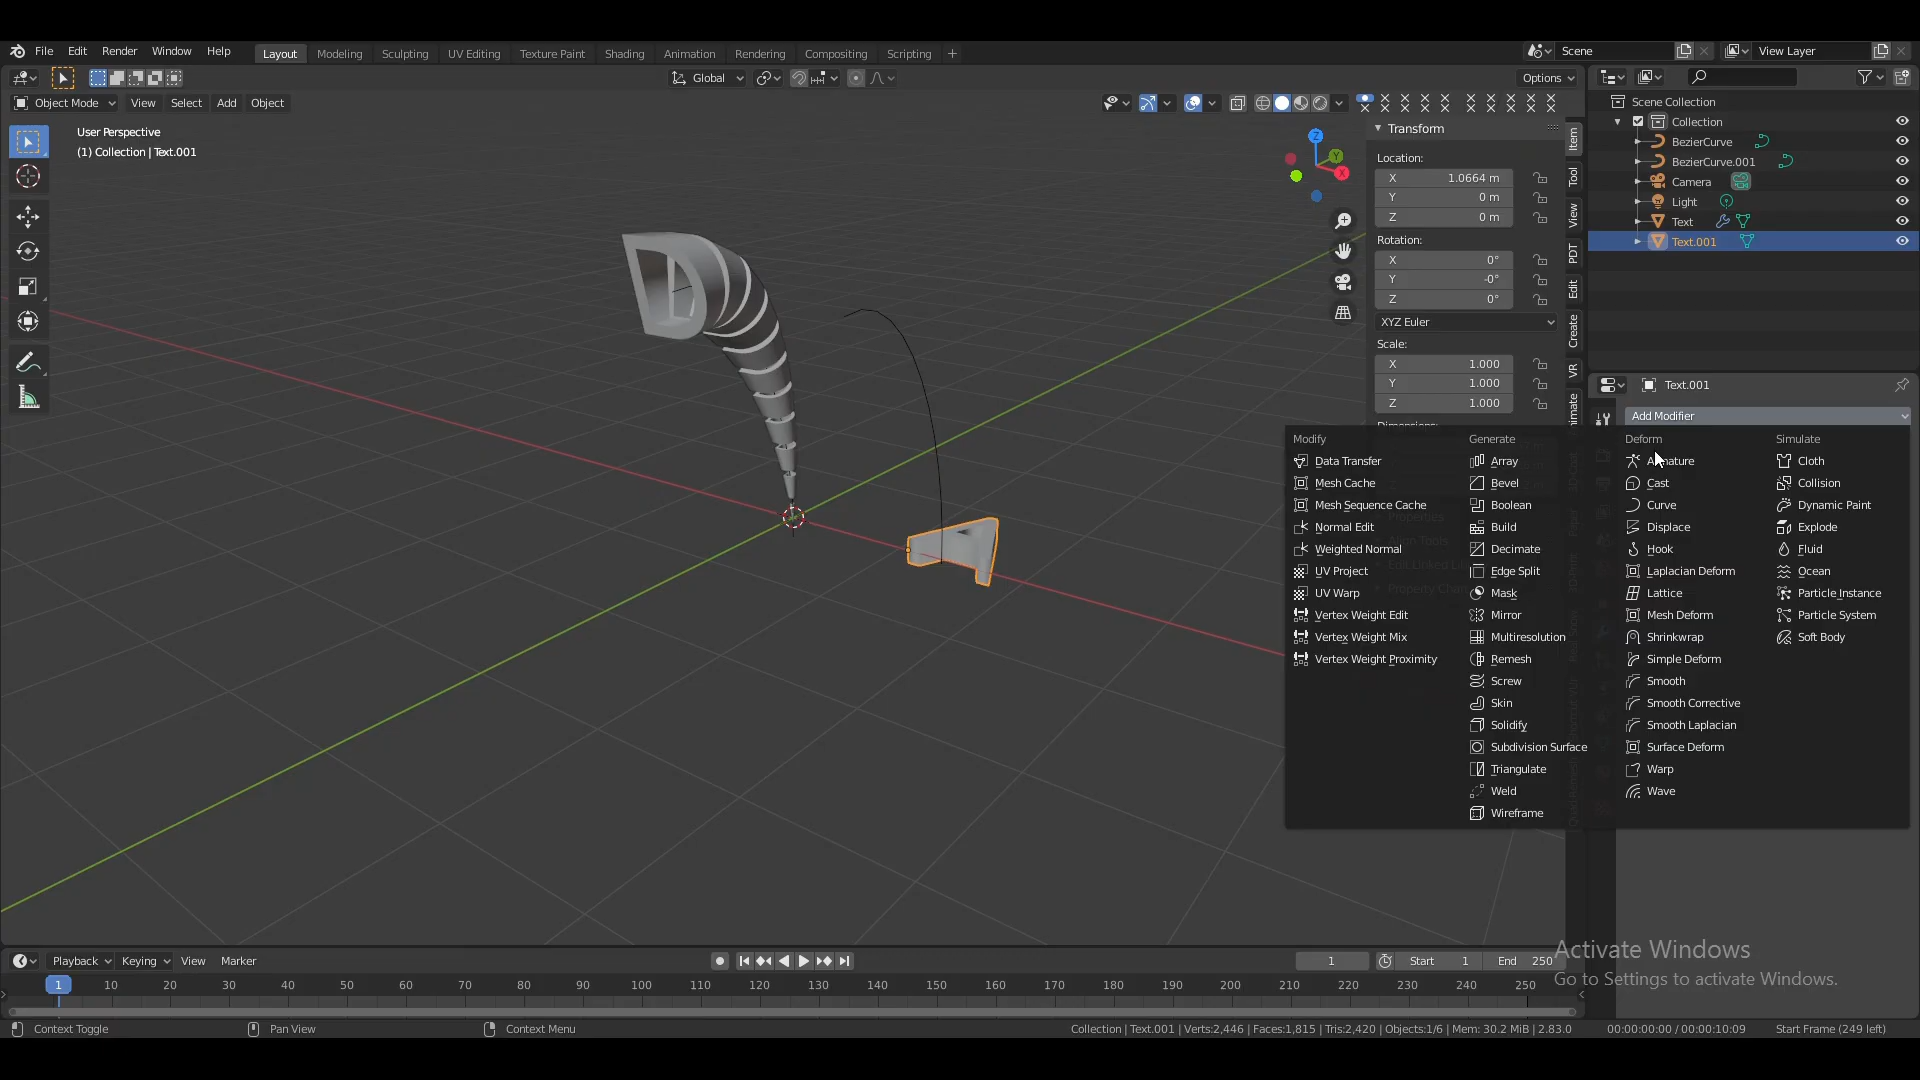 File Edit Render Window Help Layout Modeling Sculpting UV Editing Texture Paint Shading Animation Rendering Compositing Scripting + Scene View Layer
Global Options
Object Mode View Select Add Object
User Perspective
(1) Collection | Text.001
Z
Y
X
Transform
Location:
X 1.0664 m
Y 0 m
Z 0 m
Rotation:
X 0°
Y -0°
Z 0°
XYZ Euler
Scale:
X 1.000
Y 1.000
Z 1.000
Item
Tool
View
PDT
Edit
Create
VR
Scene Collection
Collection
BezierCurve
BezierCurve.001
Camera
Light
Text
Text.001
Text.001
Add Modifier
Modify
Data Transfer
Mesh Cache
Mesh Sequence Cache
Normal Edit
Weighted Normal
UV Project
UV Warp
Vertex Weight Edit
Vertex Weight Mix
Vertex Weight Proximity
Generate
Array
Bevel
Boolean
Build
Decimate
Edge Split
Mask
Mirror
Multiresolution
Remesh
Screw
Skin
Solidify
Subdivision Surface
Triangulate
Weld
Wireframe
Deform
Armature
Cast
Curve
Displace
Hook
Laplacian Deform
Lattice
Mesh Deform
Shrinkwrap
Simple Deform
Smooth
Smooth Corrective
Smooth Laplacian
Surface Deform
Warp
Wave
Simulate
Cloth
Collision
Dynamic Paint
Explode
Fluid
Ocean
Particle Instance
Particle System
Soft Body
Activate Windows
Go to Settings to activate Windows.
Playback Keying View Marker 1 Start 1 End 250
1 10 20 30 40 50 60 70 80 90 100 110 120 130 140 150 160 170 180 190 200 210 220 230 240 250
Context Toggle Pan View Context Menu Collection | Text.001 | Verts:2,446 | Faces:1,815 | Tris:2,420 | Objects:1/6 | Mem: 30.2 MiB | 2.83.0 00:00:00:00 / 00:00:10:09 Start Frame (249 left)